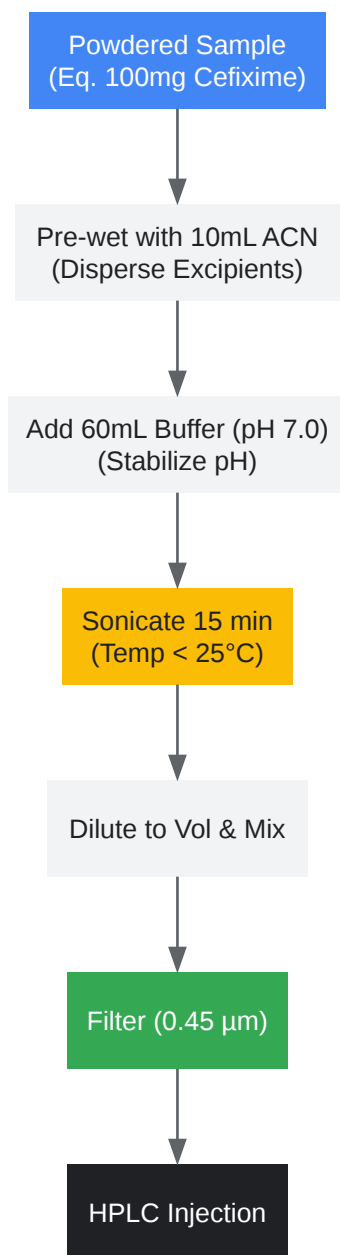 Powdered Sample
(Eq. 100mg Cefixime)
Pre-wet with 10mL ACN
(Disperse Excipients)
Add 60mL Buffer (pH 7.0)
(Stabilize pH)
Sonicate 15 min
(Temp < 25°C)
Dilute to Vol & Mix
Filter (0.45 µm)
HPLC Injection